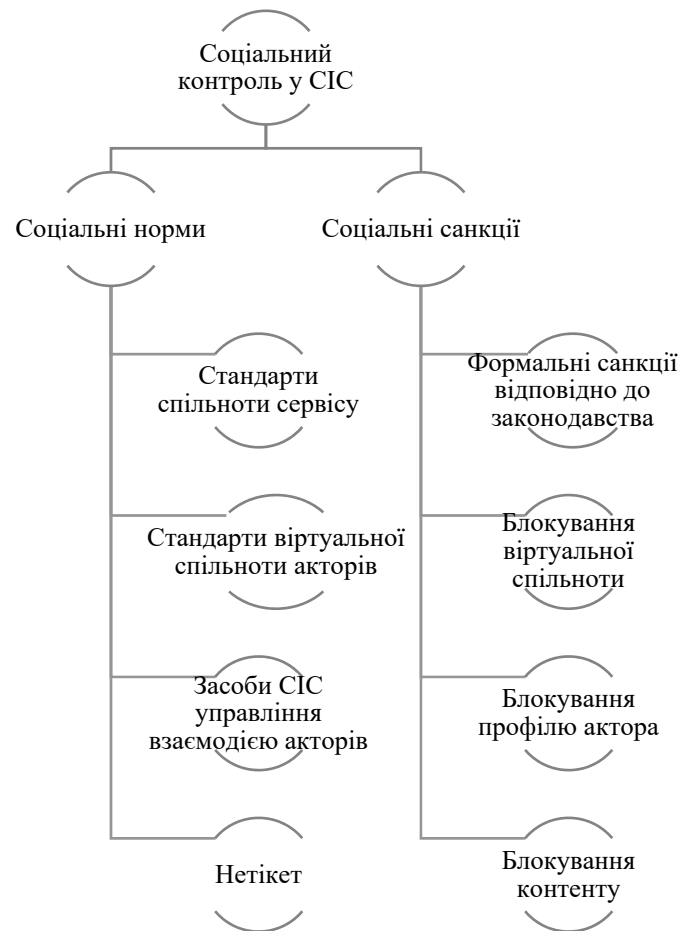 Соціальний
контроль у СІС
Соціальні норми
Соціальні санкції
Стандарти
спільноти сервісу
Стандарти віртуальної
спільноти акторів
Засоби СІС
управління
взаємодією акторів
Нетікет
Формальні санкції
відповідно до
законодавства
Блокування
віртуальної
спільноти
Блокування
профілю актора
Блокування
контенту